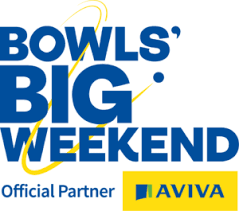 BOWLS'
BIG
WEEKEND
Official Partner AVIVA